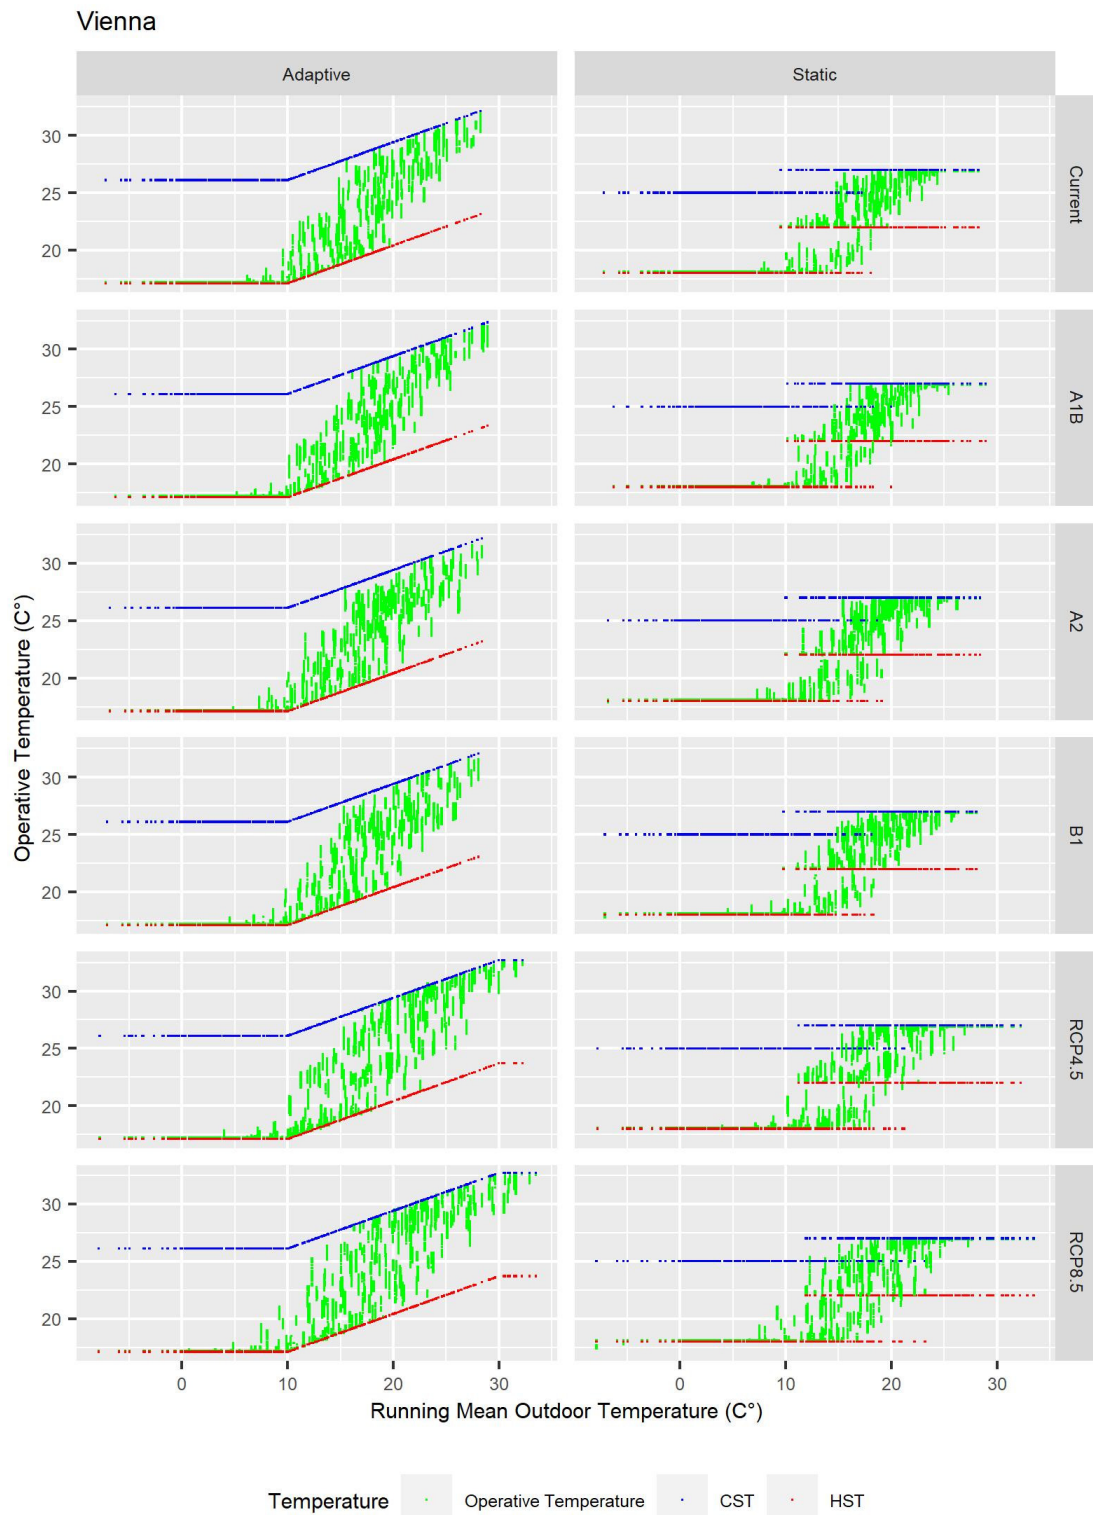 Vienna
Adaptive
Static
30
25
20
Current
30
25
20
A1B
30
25
20
A2
30
25
20
B1
30
25
20
RCP4.5
30
25
20
RCP8.5
Operative Temperature (C°)
0 10 20 30
0 10 20 30
Running Mean Outdoor Temperature (C°)
Temperature Operative Temperature CST HST